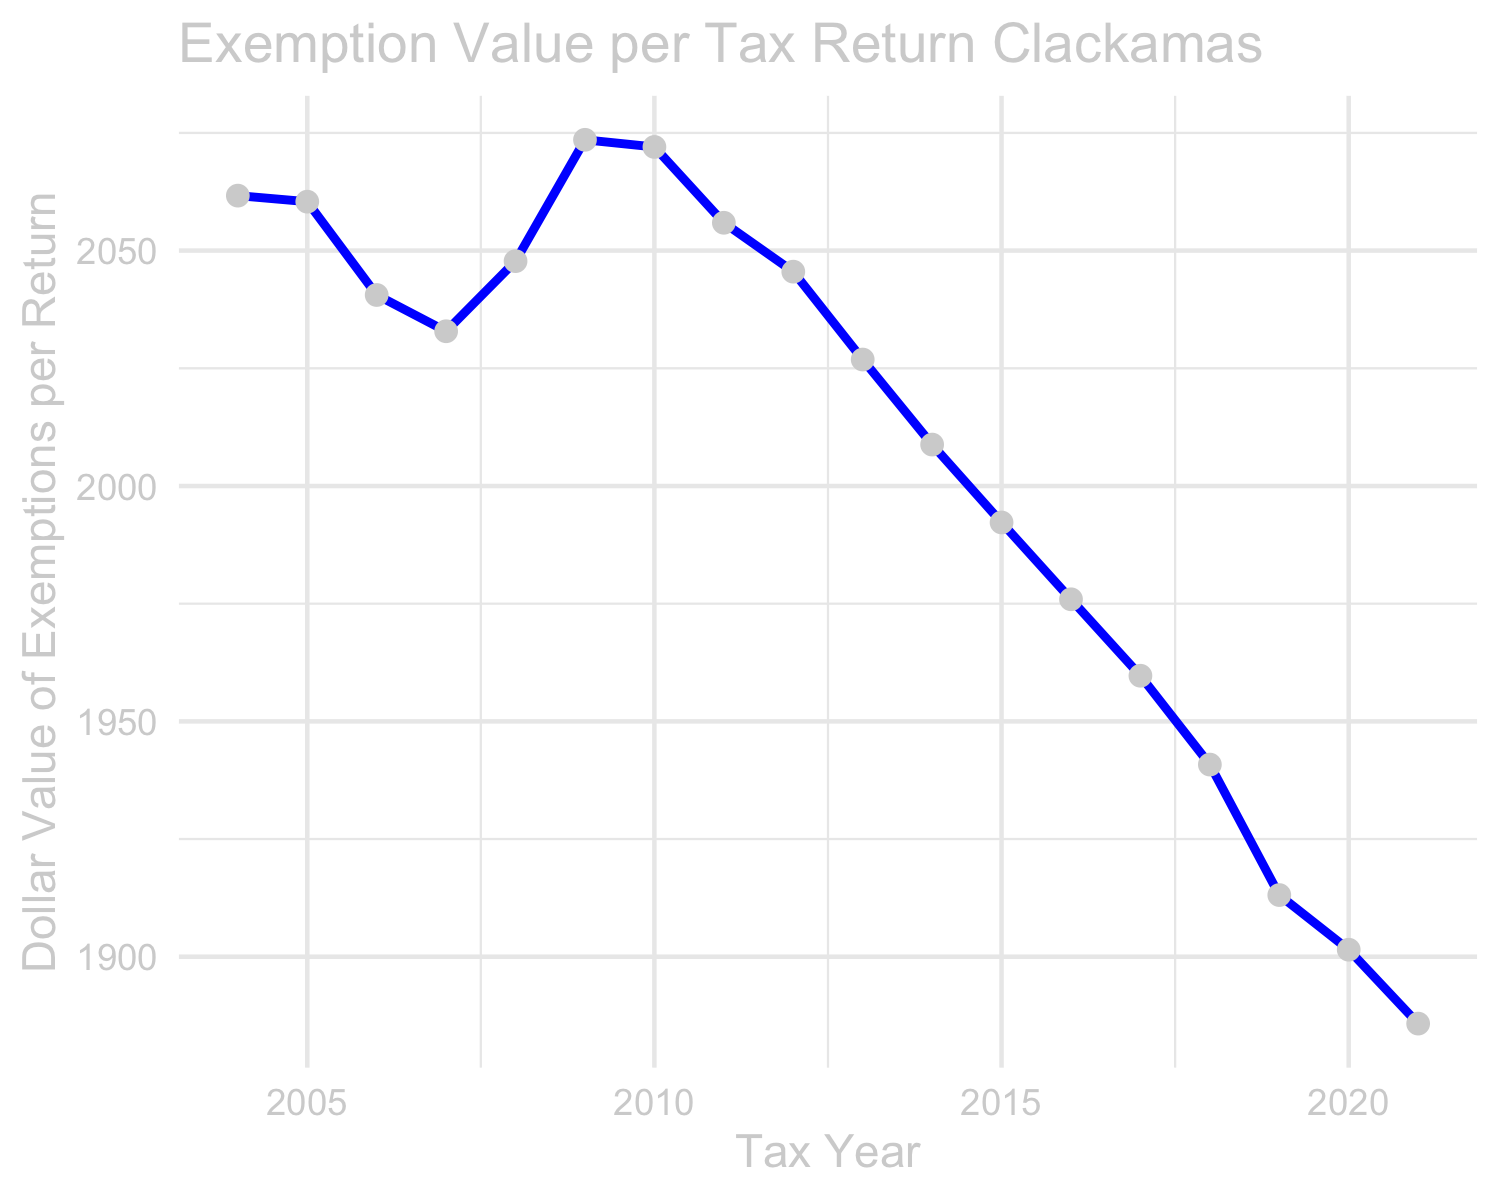 Exemption Value per Tax Return Clackamas
Dollar Value of Exemptions per Return
2050
2000
1950
1900
2005
2010
2015
2020
Tax Year